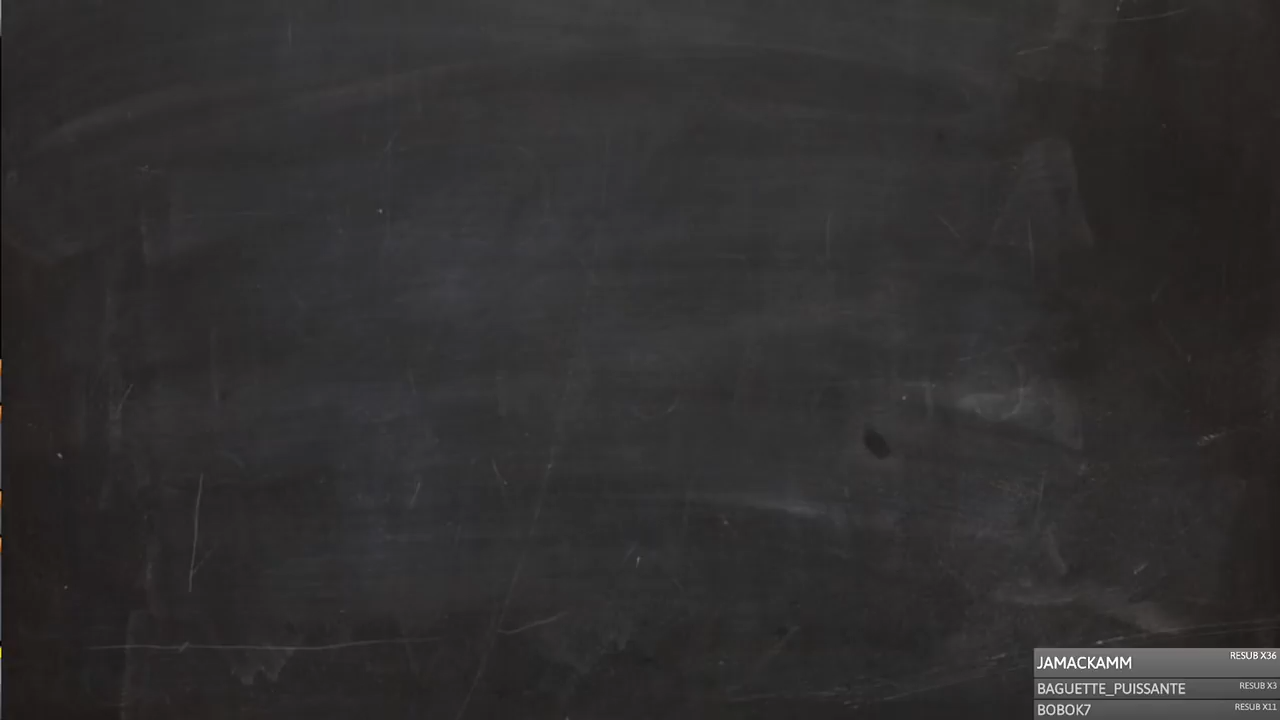 JAMACKAMM RESUB X36
BAGUETTE_PUISSANTE RESUB X3
BOBOK7 RESUB X11